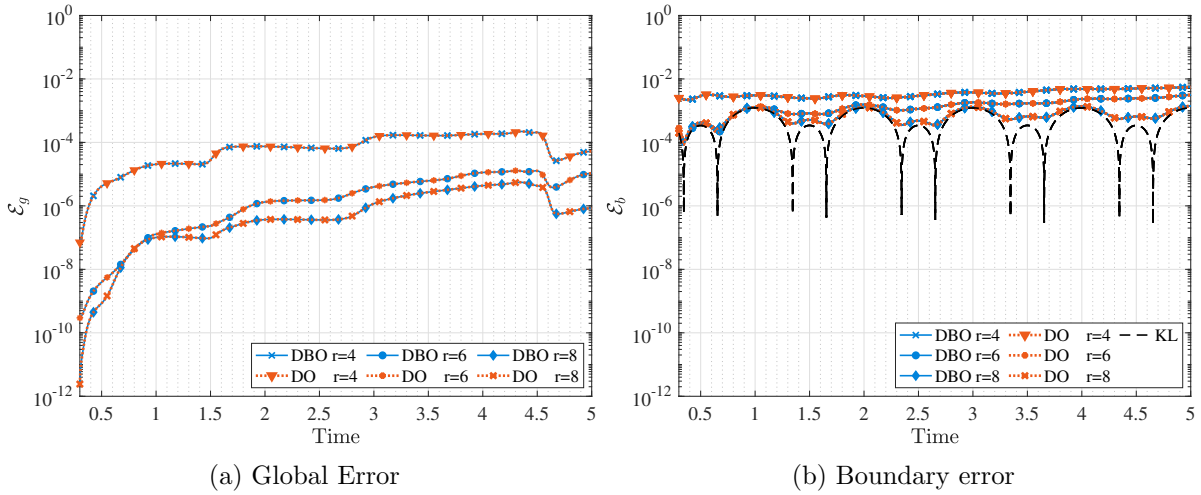 10^0
10^-2
10^-4
10^-6
10^-8
10^-10
10^-12
ℰ_g
0.5 1 1.5 2 2.5 3 3.5 4 4.5 5
Time
DBO r=4 DBO r=6 DBO r=8
DO r=4 DO r=6 DO r=8
(a) Global Error
10^0
10^-2
10^-4
10^-6
10^-8
10^-10
10^-12
ℰ_b
0.5 1 1.5 2 2.5 3 3.5 4 4.5 5
Time
DBO r=4 DO r=4 KL
DBO r=6 DO r=6
DBO r=8 DO r=8
(b) Boundary error